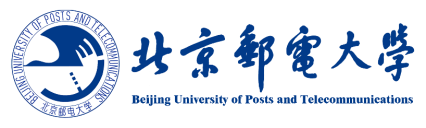 BEIJING UNIVERSITY OF POSTS AND TELECOMMUNICATIONS
北京邮电大学
北京郵電大學
Beijing University of Posts and Telecommunications